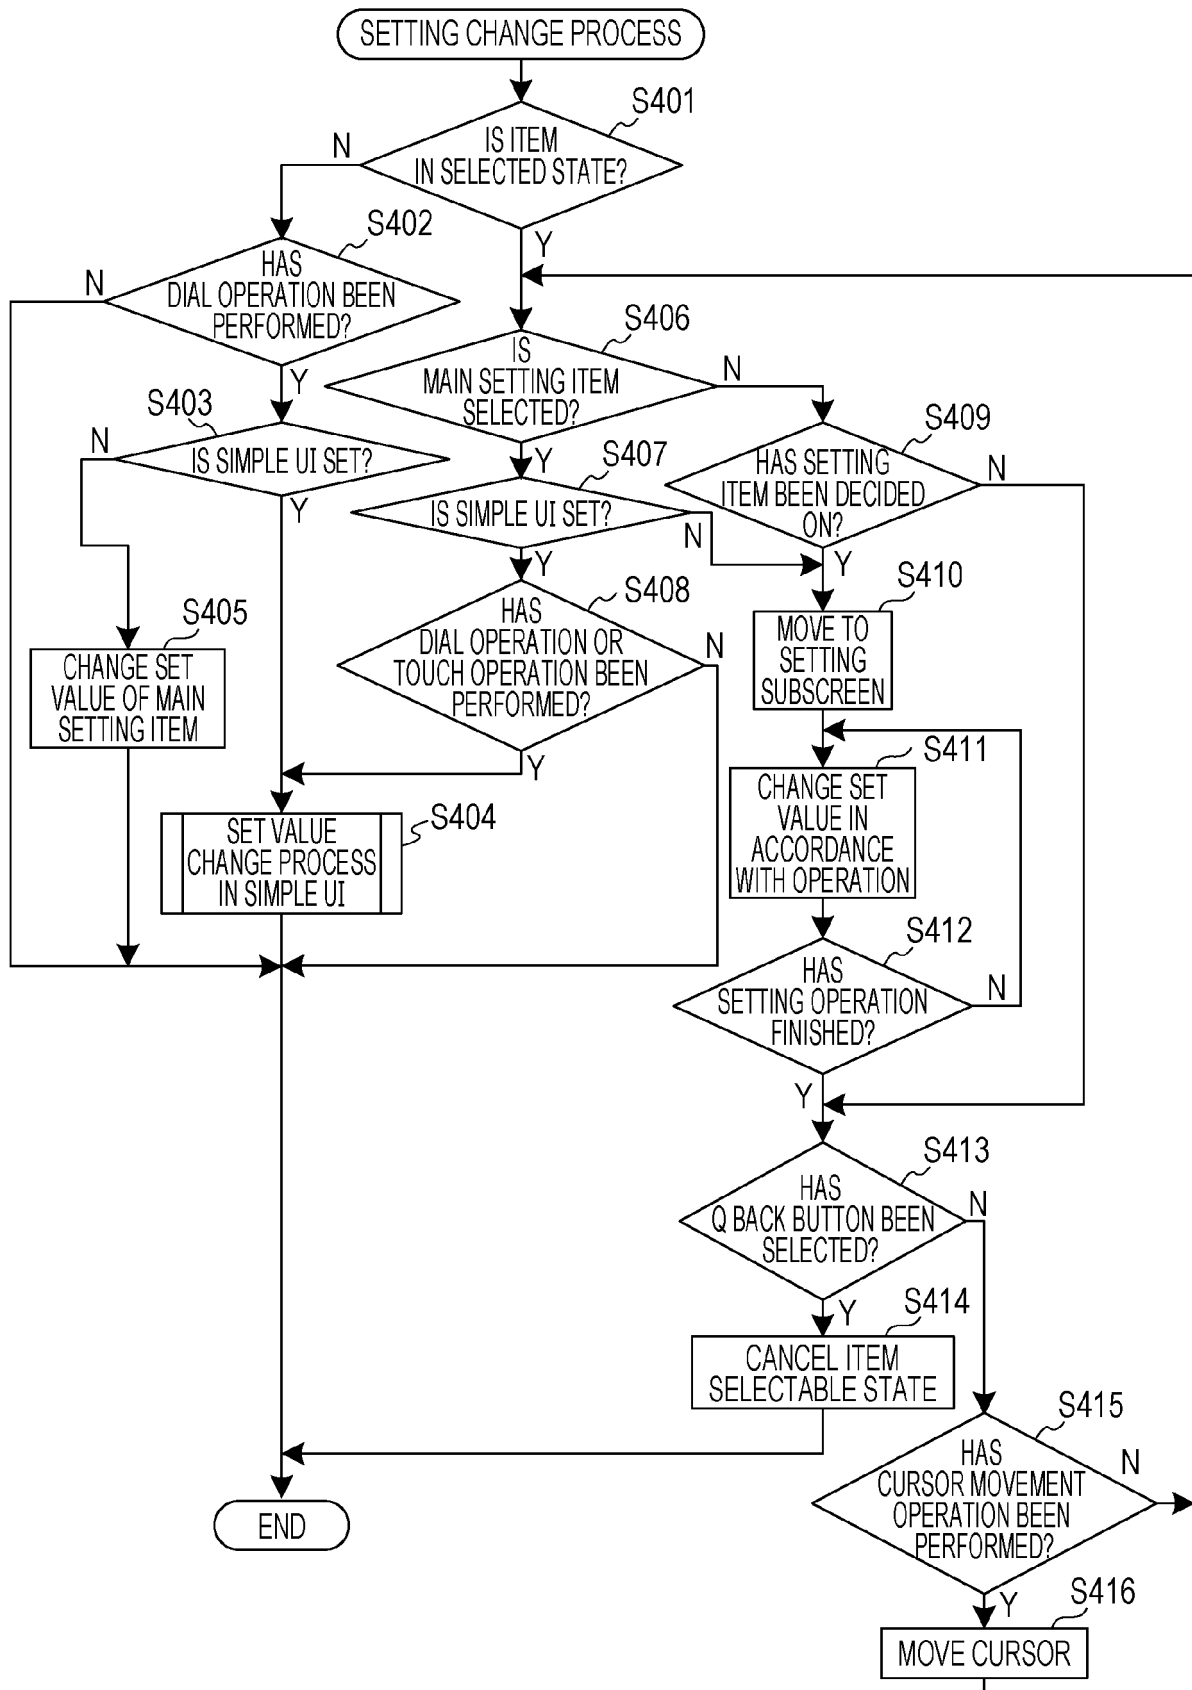 SETTING CHANGE PROCESS
S401
IS ITEM
IN SELECTED STATE?
N
Y
S402
HAS
DIAL OPERATION BEEN
PERFORMED?
N
Y
S403
IS SIMPLE UI SET?
N
Y
S405
CHANGE SET
VALUE OF MAIN
SETTING ITEM
S404
SET VALUE
CHANGE PROCESS
IN SIMPLE UI
S406
IS
MAIN SETTING ITEM
SELECTED?
N
Y
S407
IS SIMPLE UI SET?
N
Y
S408
HAS
DIAL OPERATION OR
TOUCH OPERATION BEEN
PERFORMED?
N
Y
S409
HAS SETTING
ITEM BEEN DECIDED
ON?
N
Y
S410
MOVE TO
SETTING
SUBSCREEN
S411
CHANGE SET
VALUE IN
ACCORDANCE
WITH OPERATION
S412
HAS
SETTING OPERATION
FINISHED?
N
Y
S413
HAS
Q BACK BUTTON BEEN
SELECTED?
N
Y
S414
CANCEL ITEM
SELECTABLE STATE
S415
HAS
CURSOR MOVEMENT
OPERATION BEEN
PERFORMED?
N
Y
S416
MOVE CURSOR
END